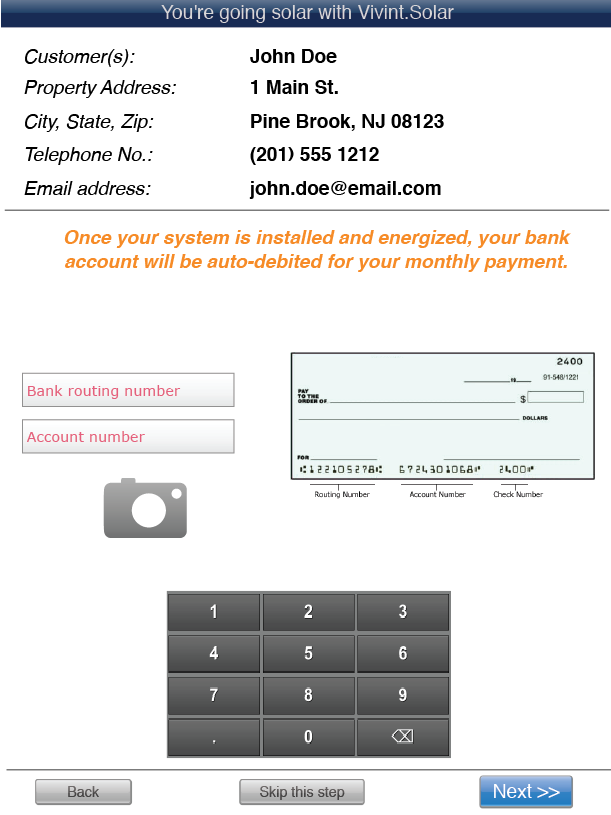 You're going solar with Vivint.Solar
Customer(s): John Doe
Property Address: 1 Main St.
City, State, Zip: Pine Brook, NJ 08123
Telephone No.: (201) 555 1212
Email address: john.doe@email.com
Once your system is installed and energized, your bank
account will be auto-debited for your monthly payment.
2400
91-548/1221
PAY
TO THE
ORDER OF
$
DOLLARS
FOR
⑆122105278⑆ 6724301068⑈ 2400⑈
Routing Number Account Number Check Number
Bank routing number
Account number
1 2 3
4 5 6
7 8 9
. 0
Back Skip this step Next >>